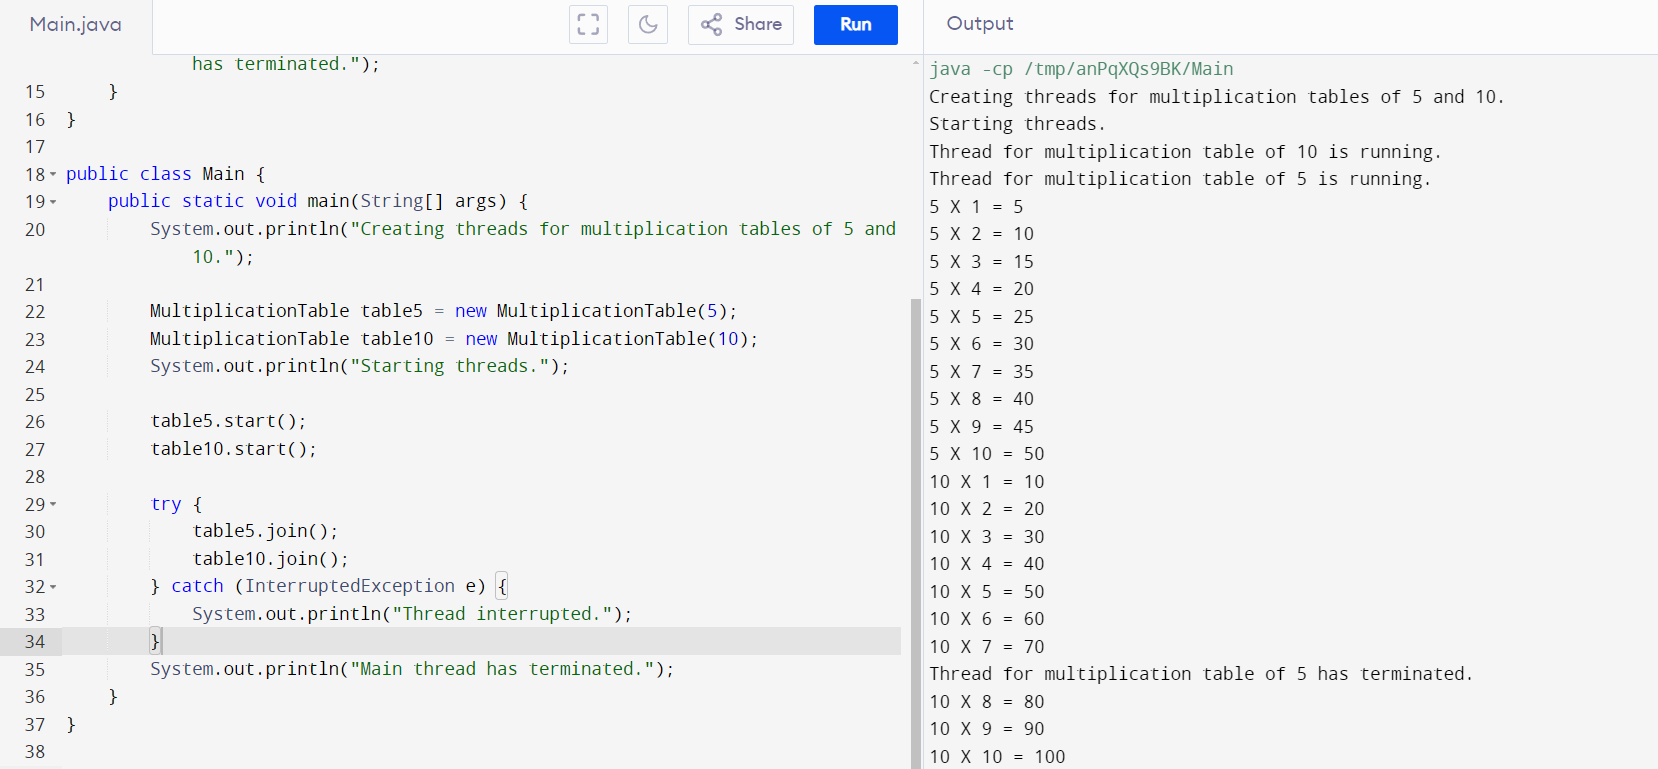 Main.java
Share
Run
Output
has terminated.");
15 }
16 }
17
18 public class Main {
19 public static void main(String[] args) {
20 System.out.println("Creating threads for multiplication tables of 5 and
10.");
21
22 MultiplicationTable table5 = new MultiplicationTable(5);
23 MultiplicationTable table10 = new MultiplicationTable(10);
24 System.out.println("Starting threads.");
25
26 table5.start();
27 table10.start();
28
29 try {
30 table5.join();
31 table10.join();
32 } catch (InterruptedException e) {
33 System.out.println("Thread interrupted.");
34 }
35 System.out.println("Main thread has terminated.");
36 }
37 }
38
java -cp /tmp/anPqXQs9BK/Main
Creating threads for multiplication tables of 5 and 10.
Starting threads.
Thread for multiplication table of 10 is running.
Thread for multiplication table of 5 is running.
5 X 1 = 5
5 X 2 = 10
5 X 3 = 15
5 X 4 = 20
5 X 5 = 25
5 X 6 = 30
5 X 7 = 35
5 X 8 = 40
5 X 9 = 45
5 X 10 = 50
10 X 1 = 10
10 X 2 = 20
10 X 3 = 30
10 X 4 = 40
10 X 5 = 50
10 X 6 = 60
10 X 7 = 70
Thread for multiplication table of 5 has terminated.
10 X 8 = 80
10 X 9 = 90
10 X 10 = 100